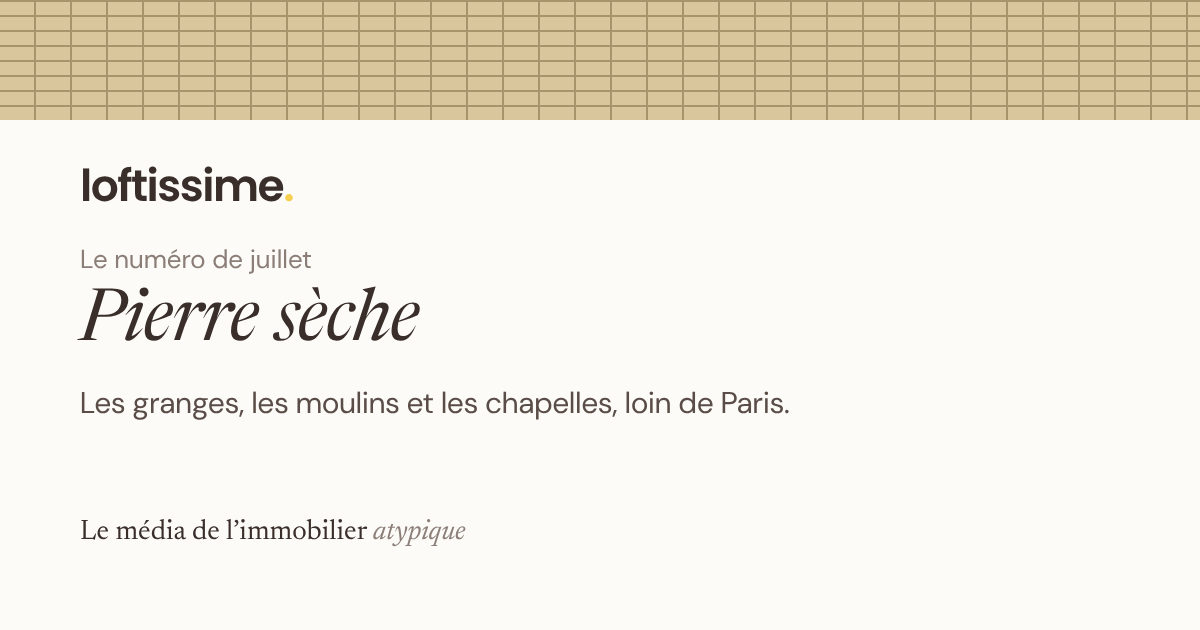 loftissime.
Le numéro de juillet
Pierre sèche
Les granges, les moulins et les chapelles, loin de Paris.
Le média de l’immobilier atypique